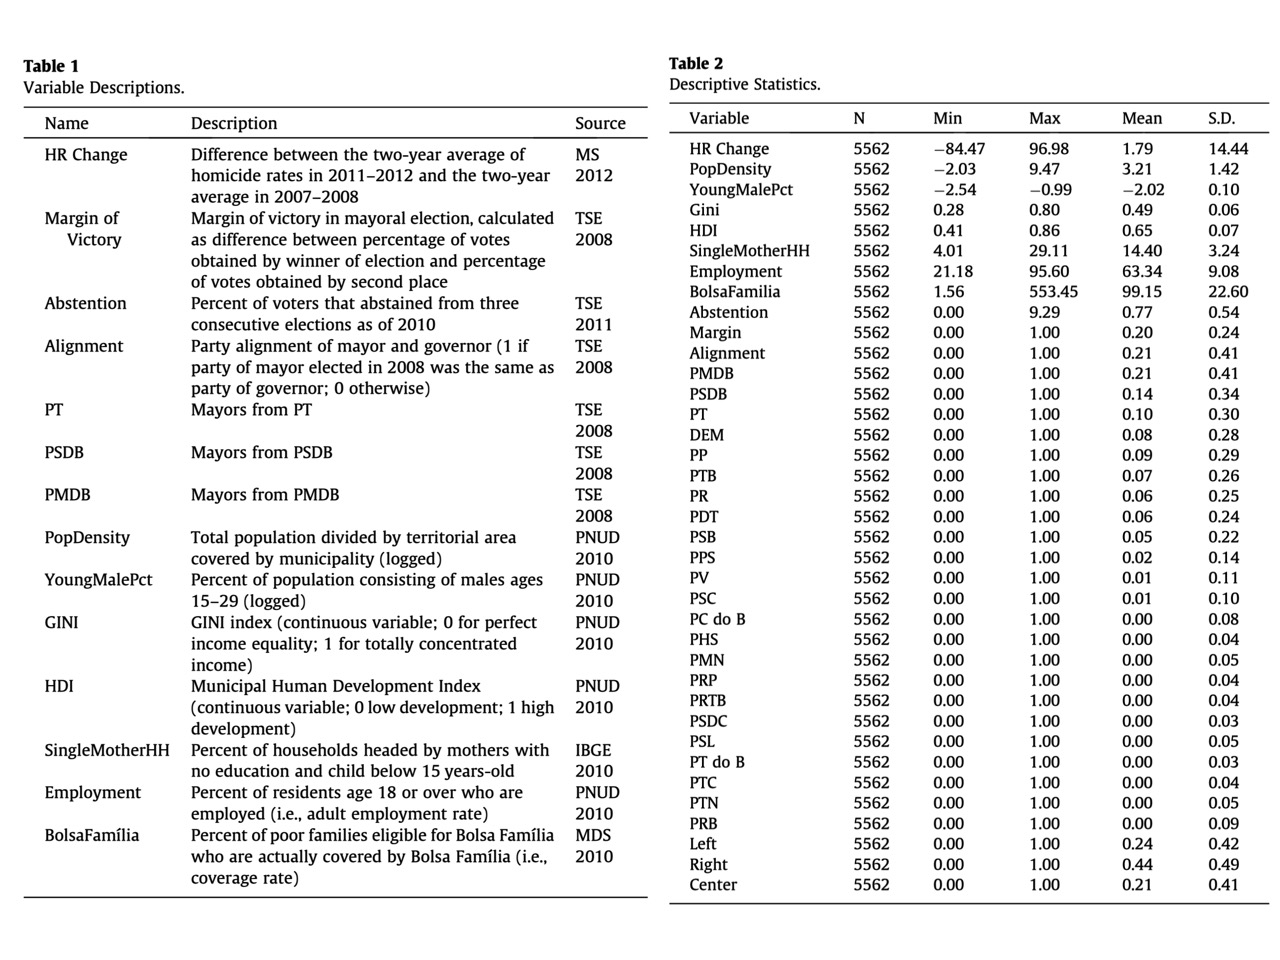 Table 1
Variable Descriptions.
Name Description Source
HR Change Difference between the two-year average of MS
homicide rates in 2011–2012 and the two-year 2012
average in 2007–2008
Margin of Margin of victory in mayoral election, calculated TSE
Victory as difference between percentage of votes 2008
obtained by winner of election and percentage
of votes obtained by second place
Abstention Percent of voters that abstained from three TSE
consecutive elections as of 2010 2011
Alignment Party alignment of mayor and governor (1 if TSE
party of mayor elected in 2008 was the same as 2008
party of governor; 0 otherwise)
PT Mayors from PT TSE
2008
PSDB Mayors from PSDB TSE
2008
PMDB Mayors from PMDB TSE
2008
PopDensity Total population divided by territorial area PNUD
covered by municipality (logged) 2010
YoungMalePct Percent of population consisting of males ages PNUD
15–29 (logged) 2010
GINI GINI index (continuous variable; 0 for perfect PNUD
income equality; 1 for totally concentrated 2010
income)
HDI Municipal Human Development Index PNUD
(continuous variable; 0 low development; 1 high 2010
development)
SingleMotherHH Percent of households headed by mothers with IBGE
no education and child below 15 years-old 2010
Employment Percent of residents age 18 or over who are PNUD
employed (i.e., adult employment rate) 2010
BolsaFamília Percent of poor families eligible for Bolsa Família MDS
who are actually covered by Bolsa Família (i.e., 2010
coverage rate)
Table 2
Descriptive Statistics.
Variable N Min Max Mean S.D.
HR Change 5562 −84.47 96.98 1.79 14.44
PopDensity 5562 −2.03 9.47 3.21 1.42
YoungMalePct 5562 −2.54 −0.99 −2.02 0.10
Gini 5562 0.28 0.80 0.49 0.06
HDI 5562 0.41 0.86 0.65 0.07
SingleMotherHH 5562 4.01 29.11 14.40 3.24
Employment 5562 21.18 95.60 63.34 9.08
BolsaFamilia 5562 1.56 553.45 99.15 22.60
Abstention 5562 0.00 9.29 0.77 0.54
Margin 5562 0.00 1.00 0.20 0.24
Alignment 5562 0.00 1.00 0.21 0.41
PMDB 5562 0.00 1.00 0.21 0.41
PSDB 5562 0.00 1.00 0.14 0.34
PT 5562 0.00 1.00 0.10 0.30
DEM 5562 0.00 1.00 0.08 0.28
PP 5562 0.00 1.00 0.09 0.29
PTB 5562 0.00 1.00 0.07 0.26
PR 5562 0.00 1.00 0.06 0.25
PDT 5562 0.00 1.00 0.06 0.24
PSB 5562 0.00 1.00 0.05 0.22
PPS 5562 0.00 1.00 0.02 0.14
PV 5562 0.00 1.00 0.01 0.11
PSC 5562 0.00 1.00 0.01 0.10
PC do B 5562 0.00 1.00 0.00 0.08
PHS 5562 0.00 1.00 0.00 0.04
PMN 5562 0.00 1.00 0.00 0.05
PRP 5562 0.00 1.00 0.00 0.04
PRTB 5562 0.00 1.00 0.00 0.04
PSDC 5562 0.00 1.00 0.00 0.03
PSL 5562 0.00 1.00 0.00 0.05
PT do B 5562 0.00 1.00 0.00 0.03
PTC 5562 0.00 1.00 0.00 0.04
PTN 5562 0.00 1.00 0.00 0.05
PRB 5562 0.00 1.00 0.00 0.09
Left 5562 0.00 1.00 0.24 0.42
Right 5562 0.00 1.00 0.44 0.49
Center 5562 0.00 1.00 0.21 0.41